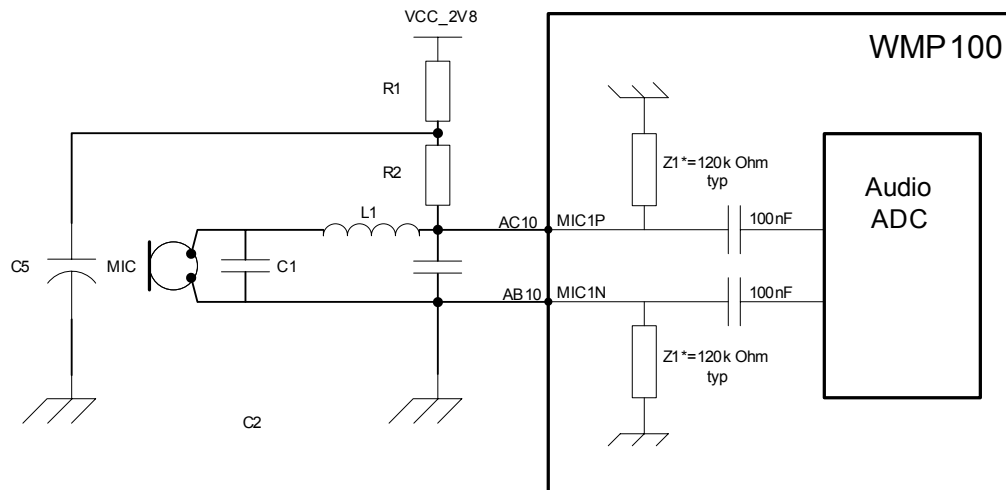 VCC_2V8
WMP100
R1
R2
Z1*=120k Ohm
typ
Audio
ADC
L1
AC10
MIC1P
100nF
C5
MIC
C1
AB10
MIC1N
100nF
Z1*=120k Ohm
typ
C2